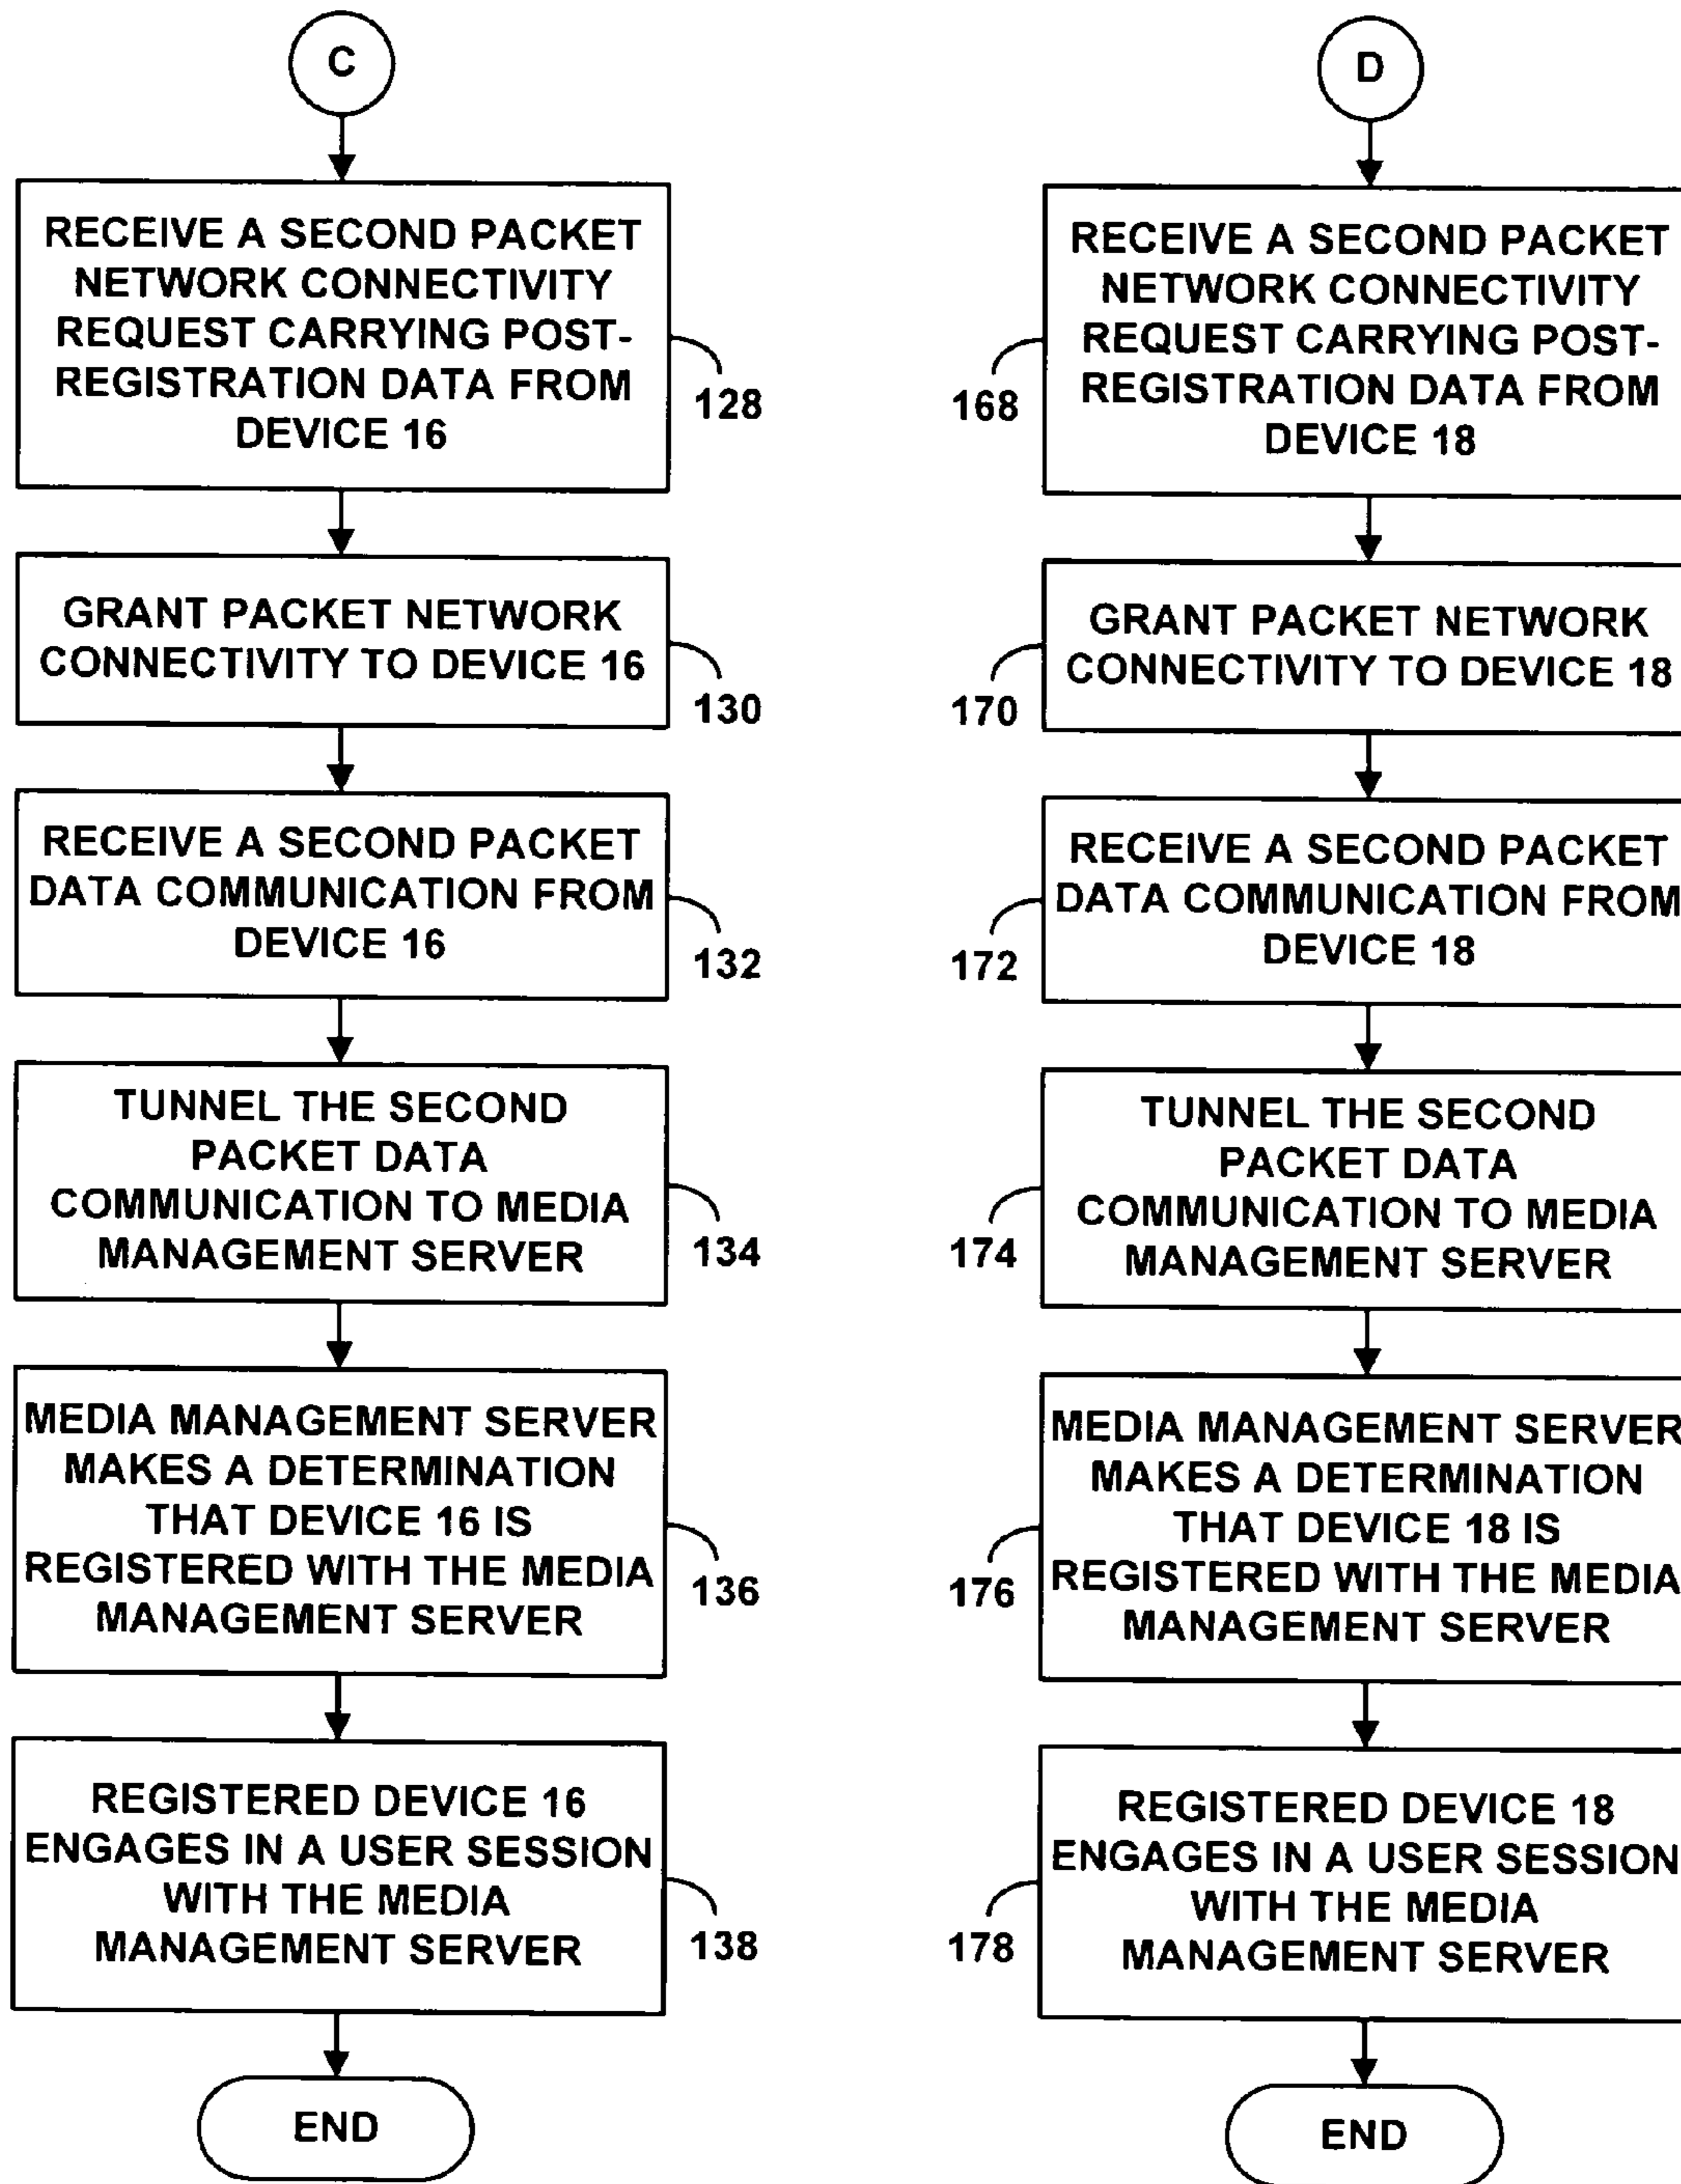 C
RECEIVE A SECOND PACKET
NETWORK CONNECTIVITY
REQUEST CARRYING POST-
REGISTRATION DATA FROM
DEVICE 16
128
GRANT PACKET NETWORK
CONNECTIVITY TO DEVICE 16
130
RECEIVE A SECOND PACKET
DATA COMMUNICATION FROM
DEVICE 16
132
TUNNEL THE SECOND
PACKET DATA
COMMUNICATION TO MEDIA
MANAGEMENT SERVER
134
MEDIA MANAGEMENT SERVER
MAKES A DETERMINATION
THAT DEVICE 16 IS
REGISTERED WITH THE MEDIA
MANAGEMENT SERVER
136
REGISTERED DEVICE 16
ENGAGES IN A USER SESSION
WITH THE MEDIA
MANAGEMENT SERVER
138
END
D
RECEIVE A SECOND PACKET
NETWORK CONNECTIVITY
REQUEST CARRYING POST-
REGISTRATION DATA FROM
DEVICE 18
168
GRANT PACKET NETWORK
CONNECTIVITY TO DEVICE 18
170
RECEIVE A SECOND PACKET
DATA COMMUNICATION FROM
DEVICE 18
172
TUNNEL THE SECOND
PACKET DATA
COMMUNICATION TO MEDIA
MANAGEMENT SERVER
174
MEDIA MANAGEMENT SERVER
MAKES A DETERMINATION
THAT DEVICE 18 IS
REGISTERED WITH THE MEDIA
MANAGEMENT SERVER
176
REGISTERED DEVICE 18
ENGAGES IN A USER SESSION
WITH THE MEDIA
MANAGEMENT SERVER
178
END